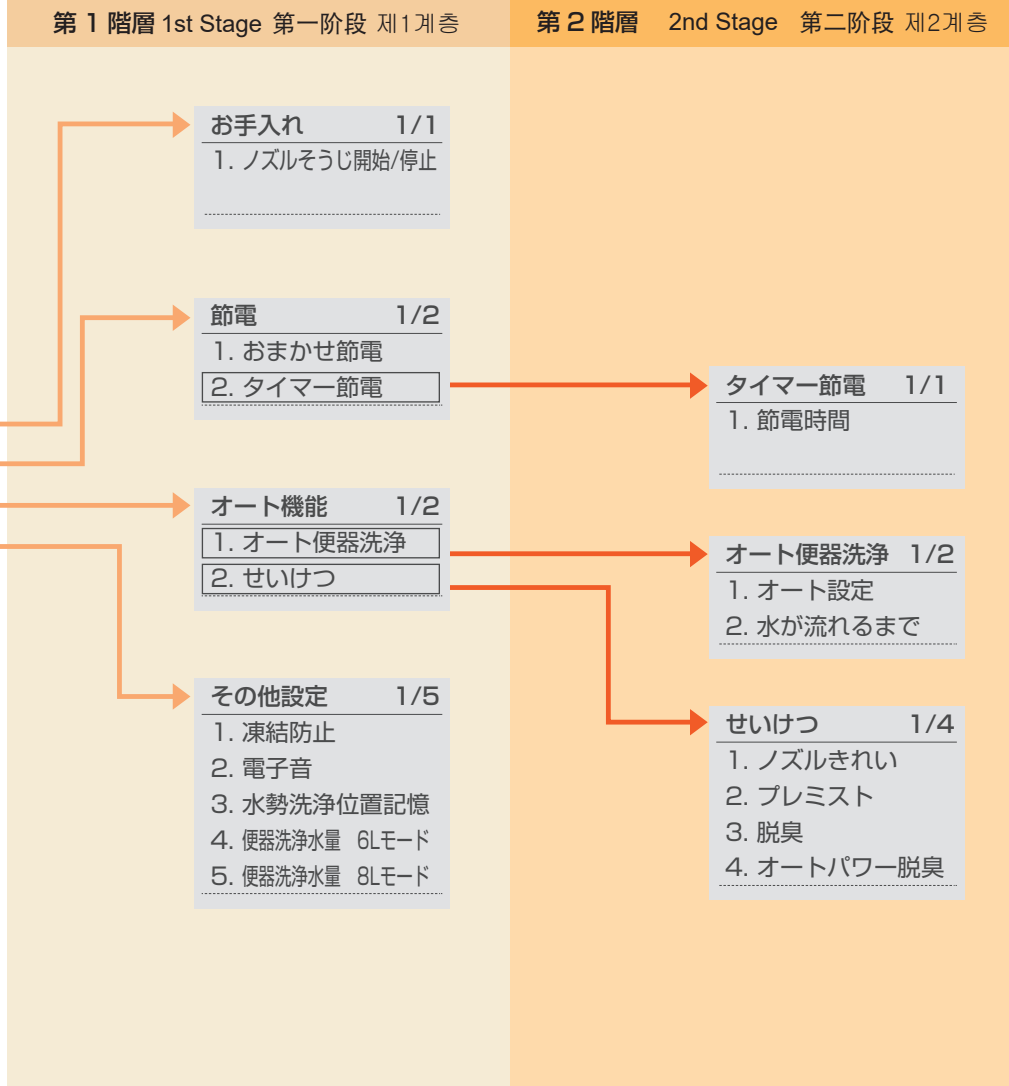 第 1 階層 1st Stage 第一阶段 제1계층
お手入れ 1/1
1. ノズルそうじ開始/停止
節電 1/2
1. おまかせ節電
2. タイマー節電
オート機能 1/2
1. オート便器洗浄
2. せいけつ
その他設定 1/5
1. 凍結防止
2. 電子音
3. 水勢洗浄位置記憶
4. 便器洗浄水量 6Lモード
5. 便器洗浄水量 8Lモード
第 2 階層 2nd Stage 第二阶段 제2계층
タイマー節電 1/1
1. 節電時間
オート便器洗浄 1/2
1. オート設定
2. 水が流れるまで
せいけつ 1/4
1. ノズルきれい
2. プレミスト
3. 脱臭
4. オートパワー脱臭